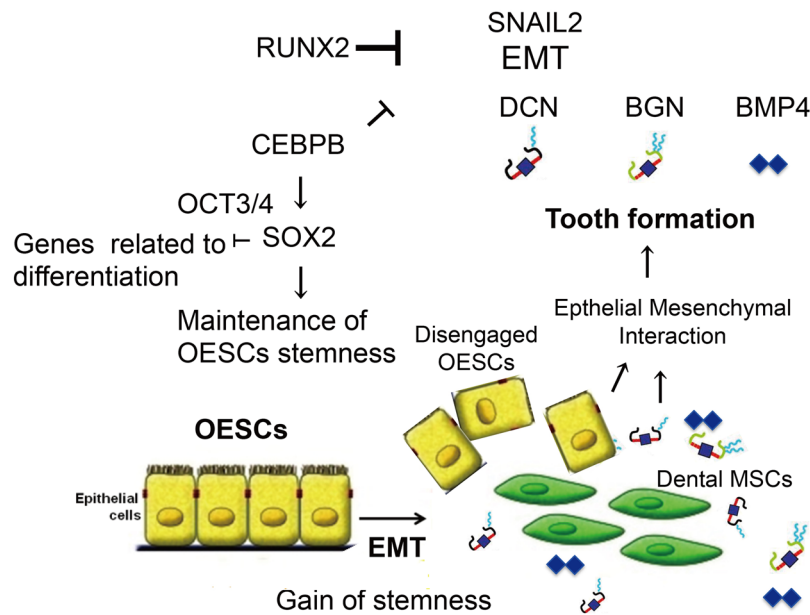 SNAIL2
RUNX2
EMT
DCN
BGN
BMP4
CEBPB
OCT3/4
SOX2
Genes related to
differentiation
Tooth formation
Maintenance of
OESCs stemness
Epthelial Mesenchymal
Interaction
Disengaged
OESCs
OESCs
Dental MSCs
Epithelial
cells
EMT
Gain of stemness